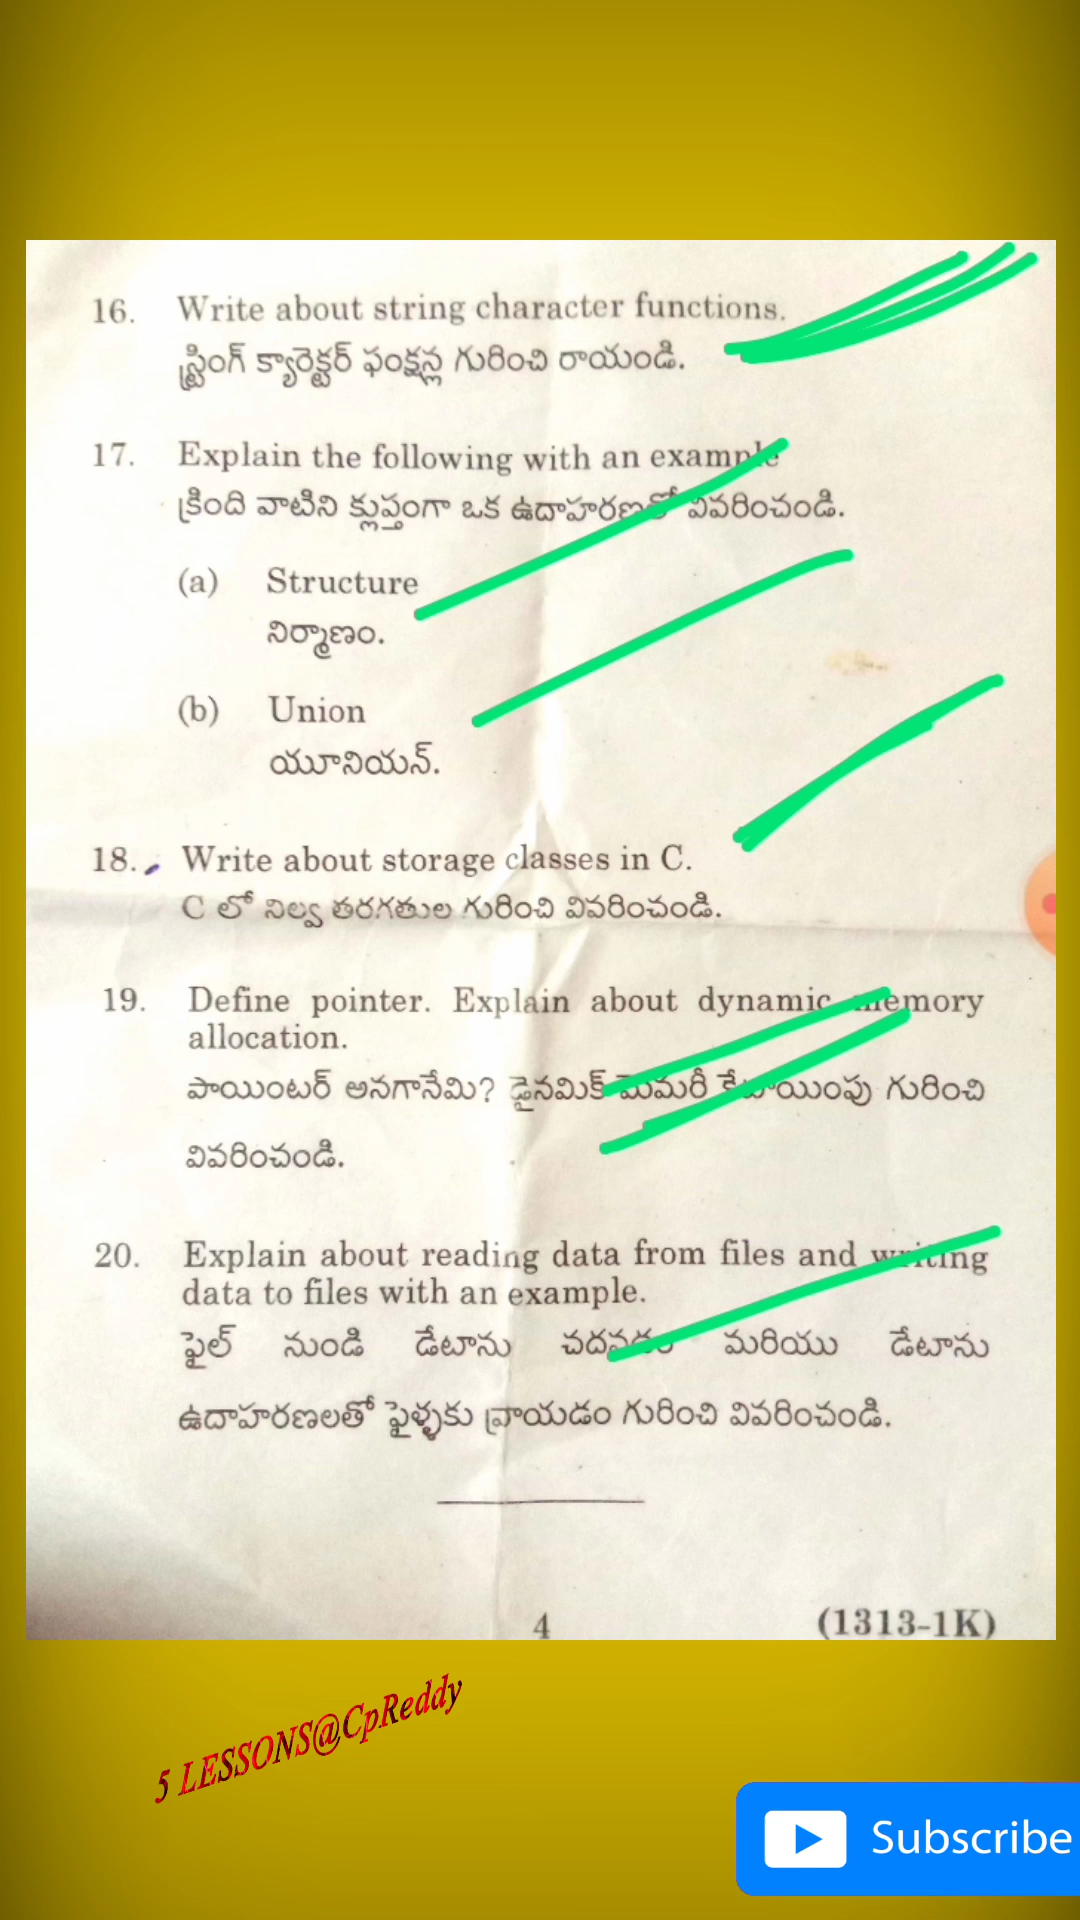 16. Write about string character functions.
స్ట్రింగ్ క్యారెక్టర్ ఫంక్షన్ల గురించి రాయండి.
17. Explain the following with an example
క్రింది వాటిని క్లుప్తంగా ఒక ఉదాహరణతో వివరించండి.
(a) Structure
నిర్మాణం.
(b) Union
యూనియన్.
18. Write about storage classes in C.
C లో నిల్వ తరగతుల గురించి వివరించండి.
19. Define pointer. Explain about dynamic memory
allocation.
పాయింటర్ అనగానేమి? డైనమిక్ మెమరీ కేటాయింపు గురించి
వివరించండి.
20. Explain about reading data from files and writing
data to files with an example.
ఫైల్ నుండి డేటాను చదవడం మరియు డేటాను
ఉదాహరణలతో ఫైళ్ళకు వ్రాయడం గురించి వివరించండి.
4 (1313-1K)
5 LESSONS@CpReddy
Subscribe